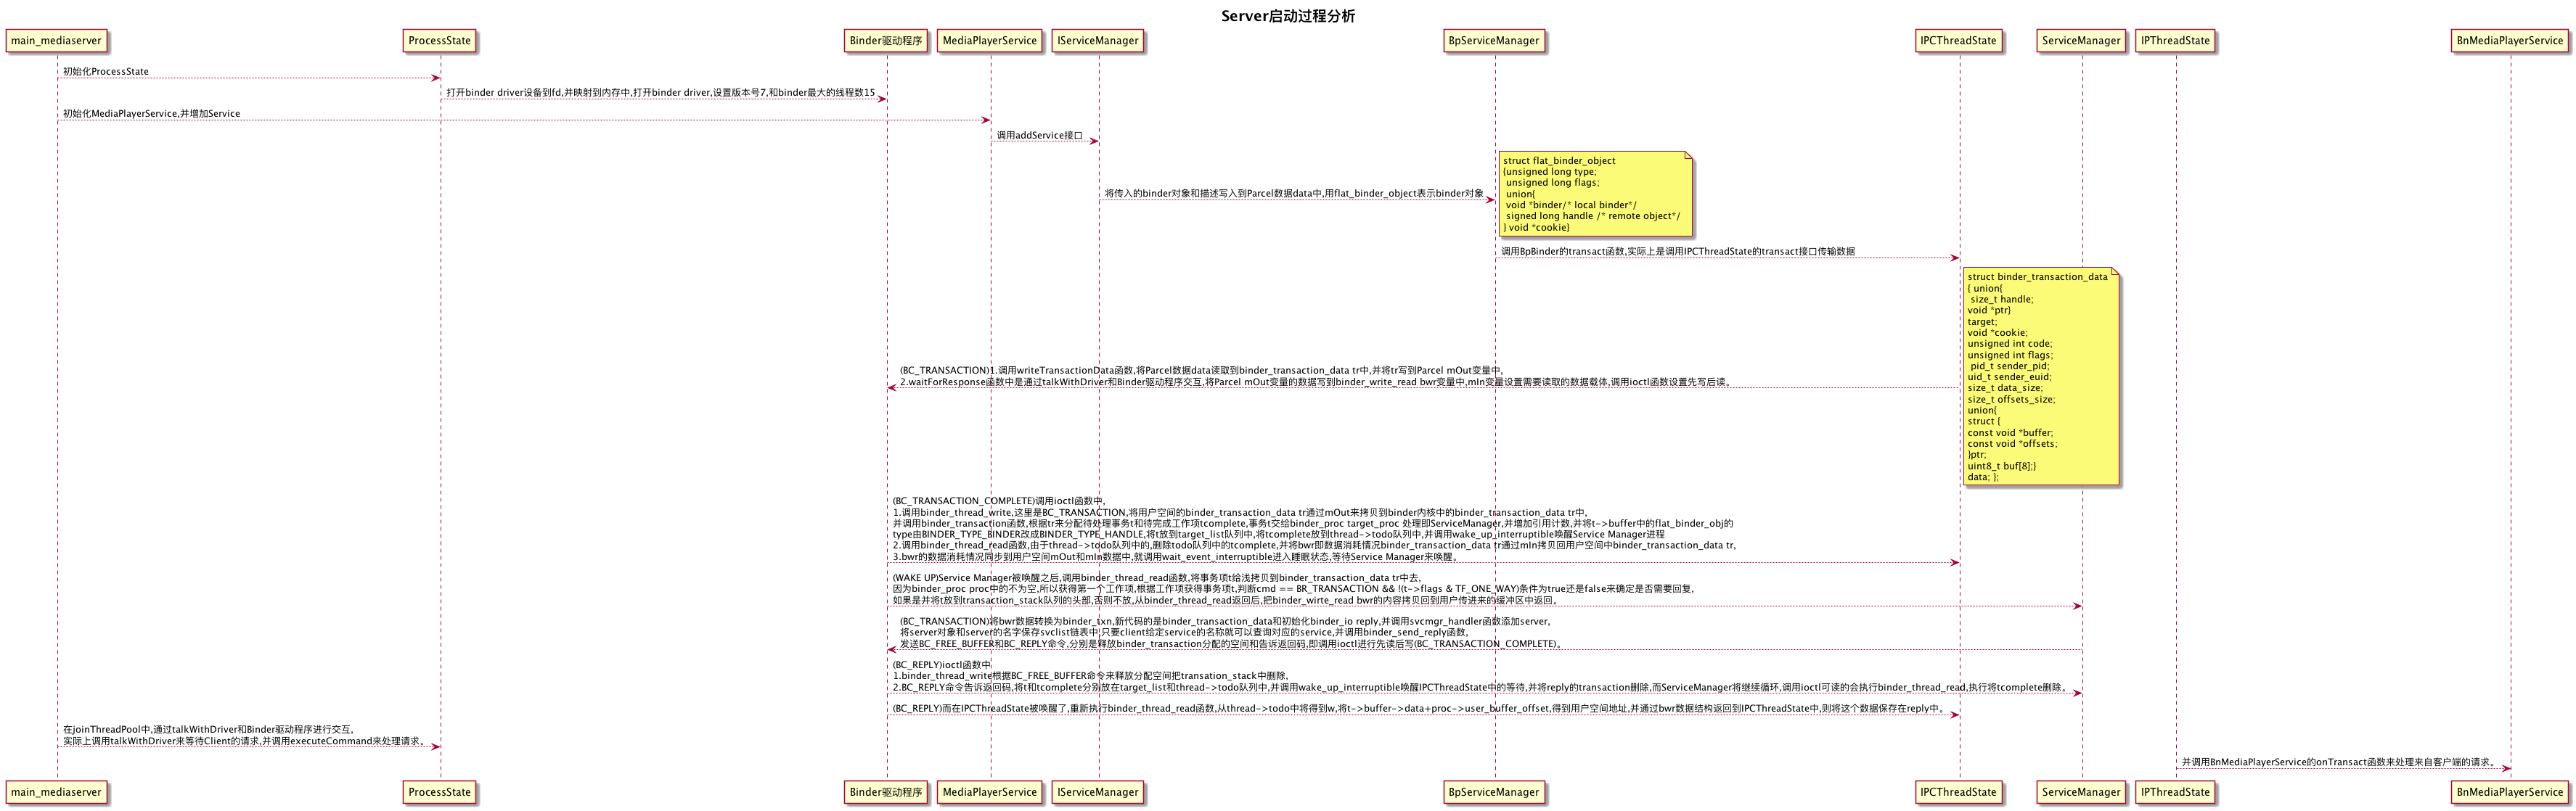 Server启动过程分析
main_mediaserver
ProcessState
Binder驱动程序
MediaPlayerService
IServiceManager
BpServiceManager
IPCThreadState
ServiceManager
IPThreadState
BnMediaPlayerService
初始化ProcessState
打开binder driver设备到fd,并映射到内存中,打开binder driver,设置版本号7,和binder最大的线程数15
初始化MediaPlayerService,并增加Service
调用addService接口
将传入的binder对象和描述写入到Parcel数据data中,用flat_binder_object表示binder对象
struct flat_binder_object
{unsigned long type;
unsigned long flags;
union{
void *binder/* local binder*/
signed long handle /* remote object*/
} void *cookie}
调用BpBinder的transact函数,实际上是调用IPCThreadState的transact接口传输数据
(BC_TRANSACTION)1.调用writeTransactionData函数,将Parcel数据data读取到binder_transaction_data tr中,并将tr写到Parcel mOut变量中,
2.waitForResponse函数中是通过talkWithDriver和Binder驱动程序交互,将Parcel mOut变量的数据写到binder_write_read bwr变量中,mIn变量设置需要读取的数据载体,调用ioctl函数设置先写后读。
struct binder_transaction_data
{ union{
size_t handle;
void *ptr}
target;
void *cookie;
unsigned int code;
unsigned int flags;
pid_t sender_pid;
uid_t sender_euid;
size_t data_size;
size_t offsets_size;
union{
struct {
const void *buffer;
const void *offsets;
}ptr;
uint8_t buf[8];}
data; };
(BC_TRANSACTION_COMPLETE)调用ioctl函数中,
1.调用binder_thread_write,这里是BC_TRANSACTION,将用户空间的binder_transaction_data tr通过mOut来拷贝到binder内核中的binder_transaction_data tr中,
并调用binder_transaction函数,根据tr来分配待处理事务t和待完成工作项tcomplete,事务t交给binder_proc target_proc 处理即ServiceManager,并增加引用计数,并将t->buffer中的flat_binder_obj的
type由BINDER_TYPE_BINDER改成BINDER_TYPE_HANDLE,将t放到target_list队列中,将tcomplete放到thread->todo队列中,并调用wake_up_interruptible唤醒Service Manager进程
2.调用binder_thread_read函数,由于thread->todo队列中的,删除todo队列中的tcomplete,并将bwr即数据消耗情况binder_transaction_data tr通过mIn拷贝回用户空间中binder_transaction_data tr,
3.bwr的数据消耗情况同步到用户空间mOut和mIn数据中,就调用wait_event_interruptible进入睡眠状态,等待Service Manager来唤醒。
(WAKE UP)Service Manager被唤醒之后,调用binder_thread_read函数,将事务项t给浅拷贝到binder_transaction_data tr中去,
因为binder_proc proc中的不为空,所以获得第一个工作项,根据工作项获得事务项t,判断cmd == BR_TRANSACTION && !(t->flags & TF_ONE_WAY)条件为true还是false来确定是否需要回复,
如果是并将t放到transaction_stack队列的头部,否则不放,从binder_thread_read返回后,把binder_wirte_read bwr的内容拷贝回到用户传进来的缓冲区中返回。
(BC_TRANSACTION)将bwr数据转换为binder_txn,新代码的是binder_transaction_data和初始化binder_io reply,并调用svcmgr_handler函数添加server,
将server对象和server的名字保存svclist链表中,只要client给定service的名称就可以查询对应的service,并调用binder_send_reply函数,
发送BC_FREE_BUFFER和BC_REPLY命令,分别是释放binder_transaction分配的空间和告诉返回码,即调用ioctl进行先读后写(BC_TRANSACTION_COMPLETE)。
(BC_REPLY)ioctl函数中
1.binder_thread_write根据BC_FREE_BUFFER命令来释放分配空间把transation_stack中删除,
2.BC_REPLY命令告诉返回码,将t和tcomplete分别放在target_list和thread->todo队列中,并调用wake_up_interruptible唤醒IPCThreadState中的等待,并将reply的transaction删除,而ServiceManager将继续循环,调用ioctl可读的会执行binder_thread_read,执行将tcomplete删除。
(BC_REPLY)而在IPCThreadState被唤醒了,重新执行binder_thread_read函数,从thread->todo中将得到w,将t->buffer->data+proc->user_buffer_offset,得到用户空间地址,并通过bwr数据结构返回到IPCThreadState中,则将这个数据保存在reply中。
在joinThreadPool中,通过talkWithDriver和Binder驱动程序进行交互,
实际上调用talkWithDriver来等待Client的请求,并调用executeCommand来处理请求。
并调用BnMediaPlayerService的onTransact函数来处理来自客户端的请求。
main_mediaserver
ProcessState
Binder驱动程序
MediaPlayerService
IServiceManager
BpServiceManager
IPCThreadState
ServiceManager
IPThreadState
BnMediaPlayerService